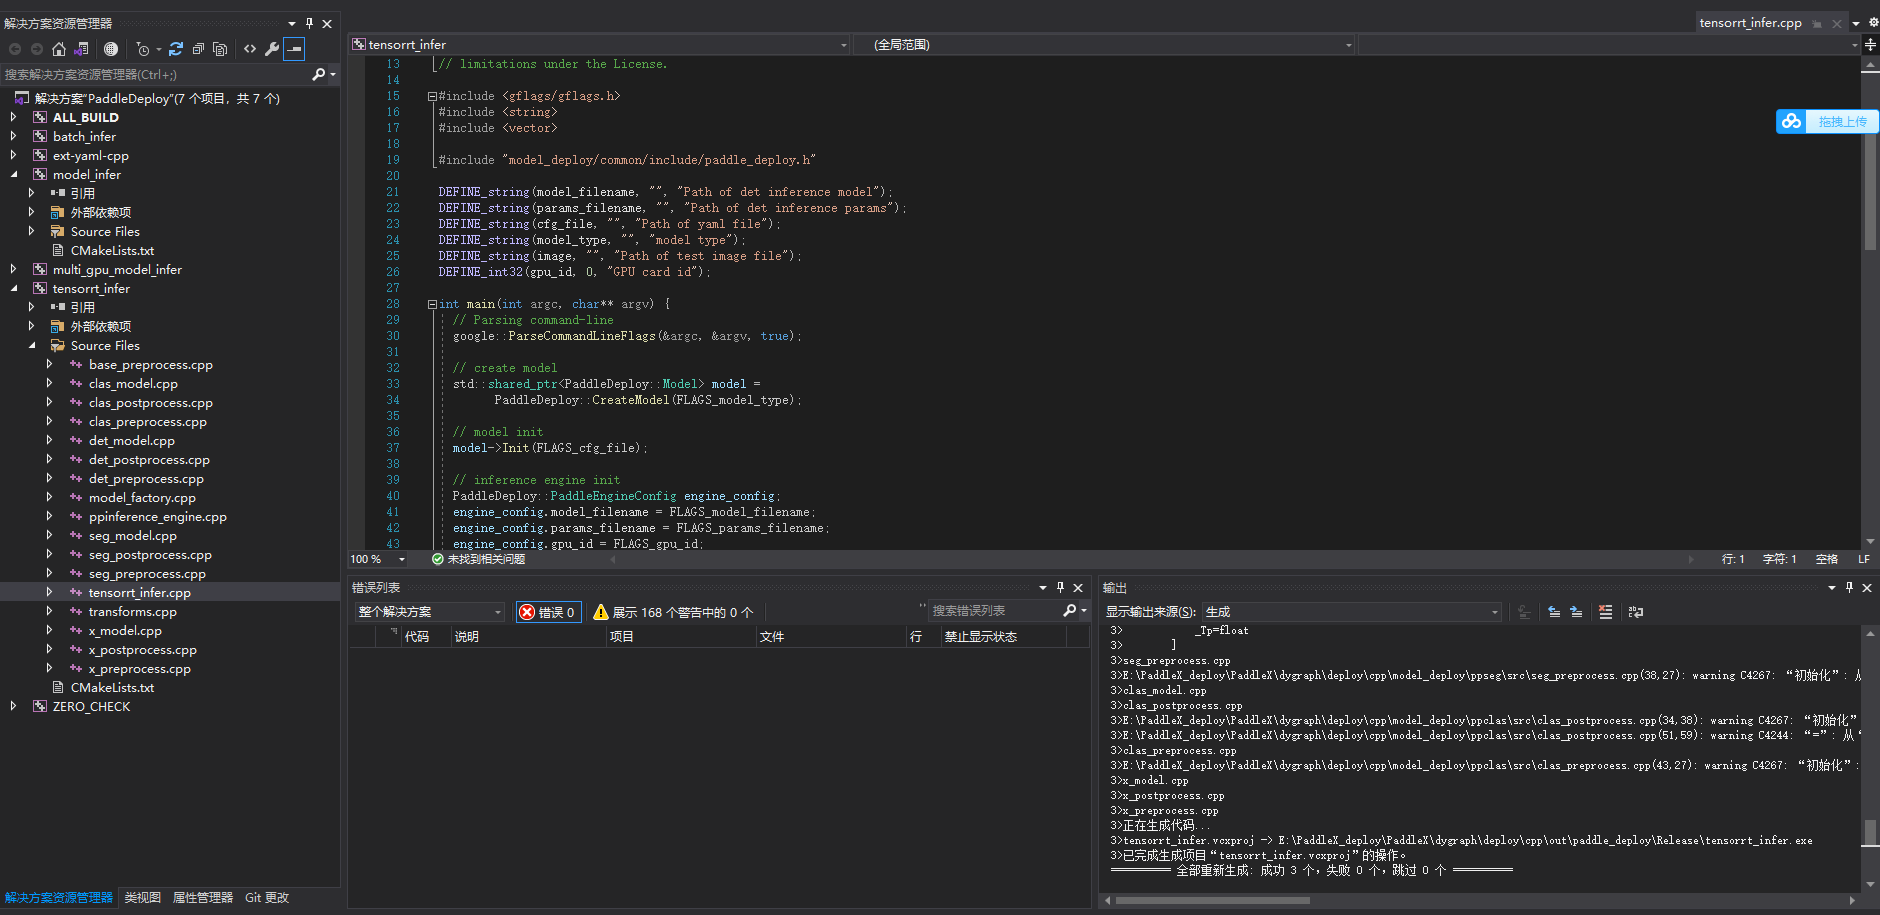 解决方案资源管理器
搜索解决方案资源管理器(Ctrl+;)
解决方案"PaddleDeploy"(7 个项目，共 7 个)
ALL_BUILD
batch_infer
ext-yaml-cpp
model_infer
引用
外部依赖项
Source Files
CMakeLists.txt
multi_gpu_model_infer
tensorrt_infer
引用
外部依赖项
Source Files
base_preprocess.cpp
clas_model.cpp
clas_postprocess.cpp
clas_preprocess.cpp
det_model.cpp
det_postprocess.cpp
det_preprocess.cpp
model_factory.cpp
ppinference_engine.cpp
seg_model.cpp
seg_postprocess.cpp
seg_preprocess.cpp
tensorrt_infer.cpp
transforms.cpp
x_model.cpp
x_postprocess.cpp
x_preprocess.cpp
CMakeLists.txt
ZERO_CHECK
解决方案资源管理器 类视图 属性管理器 Git 更改
tensorrt_infer.cpp
tensorrt_infer (全局范围)
13 // limitations under the License.
14
15 #include <gflags/gflags.h>
16 #include <string>
17 #include <vector>
18
19 #include "model_deploy/common/include/paddle_deploy.h"
20
21 DEFINE_string(model_filename, "", "Path of det inference model");
22 DEFINE_string(params_filename, "", "Path of det inference params");
23 DEFINE_string(cfg_file, "", "Path of yaml file");
24 DEFINE_string(model_type, "", "model type");
25 DEFINE_string(image, "", "Path of test image file");
26 DEFINE_int32(gpu_id, 0, "GPU card id");
27
28 int main(int argc, char** argv) {
29 // Parsing command-line
30 google::ParseCommandLineFlags(&argc, &argv, true);
31
32 // create model
33 std::shared_ptr<PaddleDeploy::Model> model =
34 PaddleDeploy::CreateModel(FLAGS_model_type);
35
36 // model init
37 model->Init(FLAGS_cfg_file);
38
39 // inference engine init
40 PaddleDeploy::PaddleEngineConfig engine_config;
41 engine_config.model_filename = FLAGS_model_filename;
42 engine_config.params_filename = FLAGS_params_filename;
43 engine_config.gpu_id = FLAGS_gpu_id;
拖拽上传
100 % 未找到相关问题 行: 1 字符: 1 空格 LF
错误列表
整个解决方案 错误 0 展示 168 个警告中的 0 个 搜索错误列表
代码 说明 项目 文件 行 禁止显示状态
输出
显示输出来源(S): 生成
3> _Tp=float
3> ]
3>seg_preprocess.cpp
3>E:\PaddleX_deploy\PaddleX\dygraph\deploy\cpp\model_deploy\ppseg\src\seg_preprocess.cpp(38,27): warning C4267: “初始化”: 从
3>clas_model.cpp
3>clas_postprocess.cpp
3>E:\PaddleX_deploy\PaddleX\dygraph\deploy\cpp\model_deploy\ppclas\src\clas_postprocess.cpp(34,38): warning C4267: “初始化”
3>E:\PaddleX_deploy\PaddleX\dygraph\deploy\cpp\model_deploy\ppclas\src\clas_postprocess.cpp(51,59): warning C4244: “=”: 从“
3>clas_preprocess.cpp
3>E:\PaddleX_deploy\PaddleX\dygraph\deploy\cpp\model_deploy\ppclas\src\clas_preprocess.cpp(43,27): warning C4267: “初始化”:
3>x_model.cpp
3>x_postprocess.cpp
3>x_preprocess.cpp
3>正在生成代码...
3>tensorrt_infer.vcxproj -> E:\PaddleX_deploy\PaddleX\dygraph\deploy\cpp\out\paddle_deploy\Release\tensorrt_infer.exe
3>已完成生成项目“tensorrt_infer.vcxproj”的操作。
========== 全部重新生成: 成功 3 个，失败 0 个，跳过 0 个 ==========